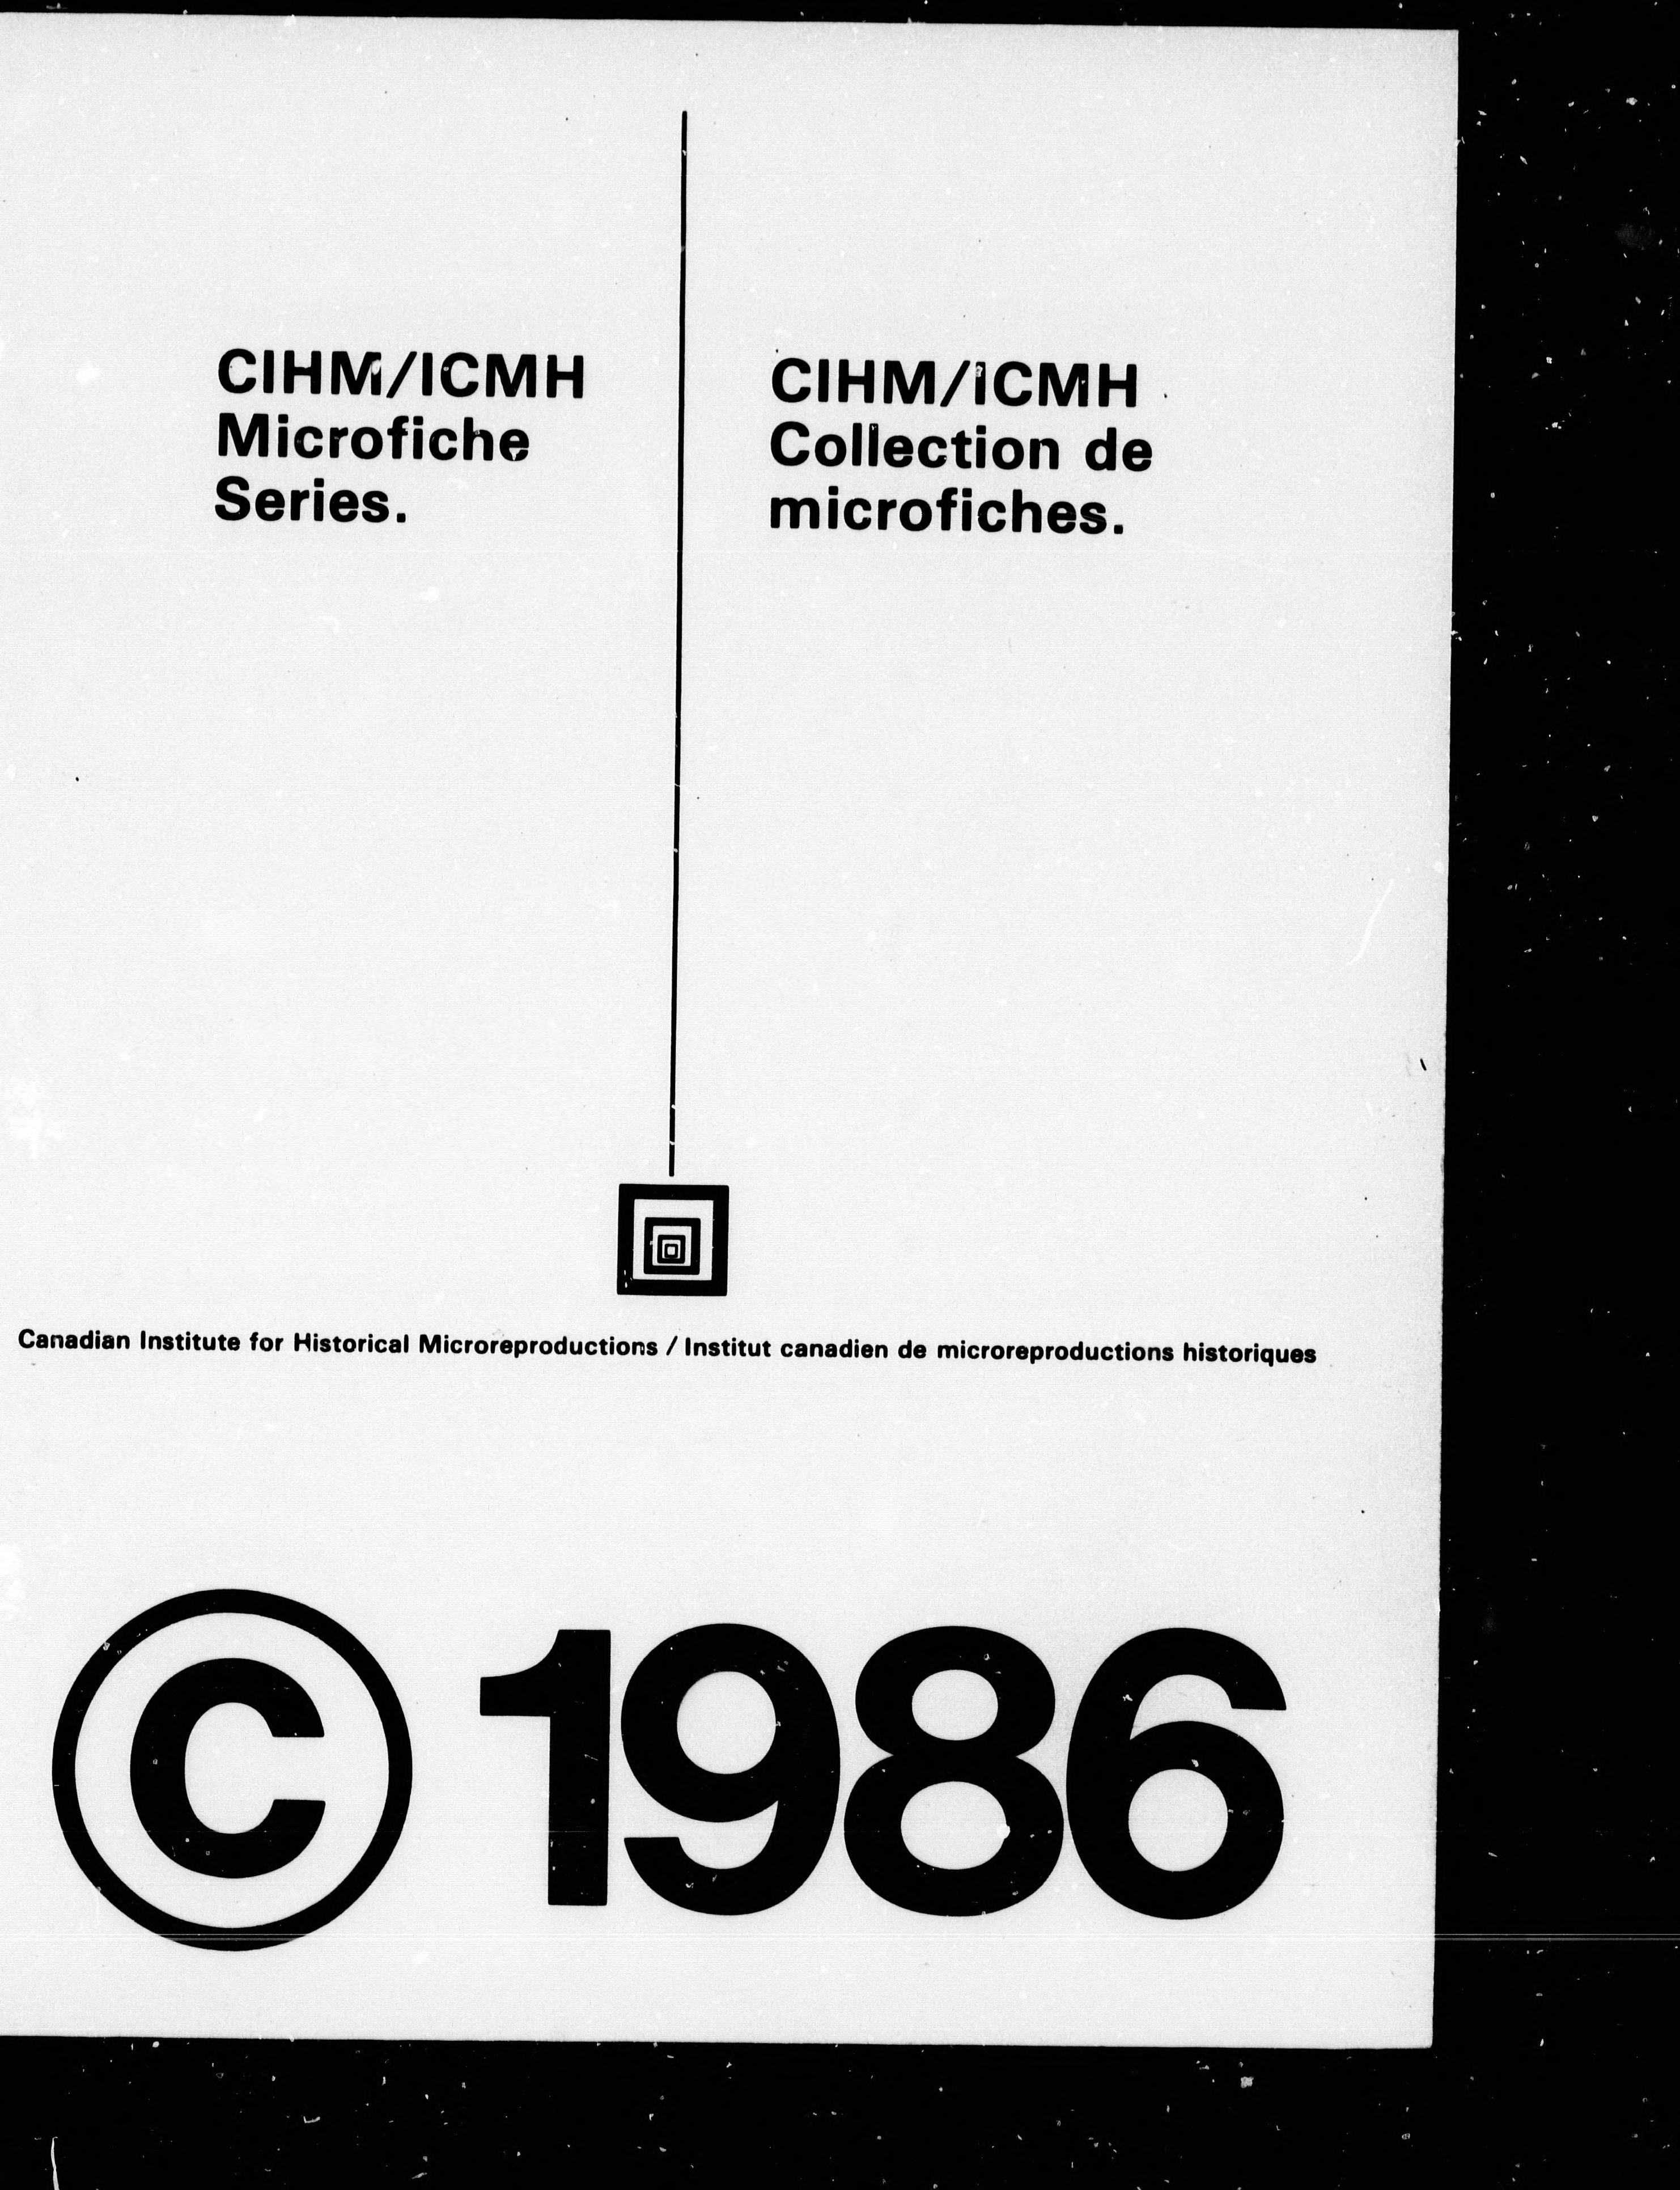 CIHM/ICMH
Microfiche
Series.
CIHM/ICMH
Collection de
microfiches.
Canadian Institute for Historical Microreproductions / Institut canadien de microreproductions historiques
© 1986